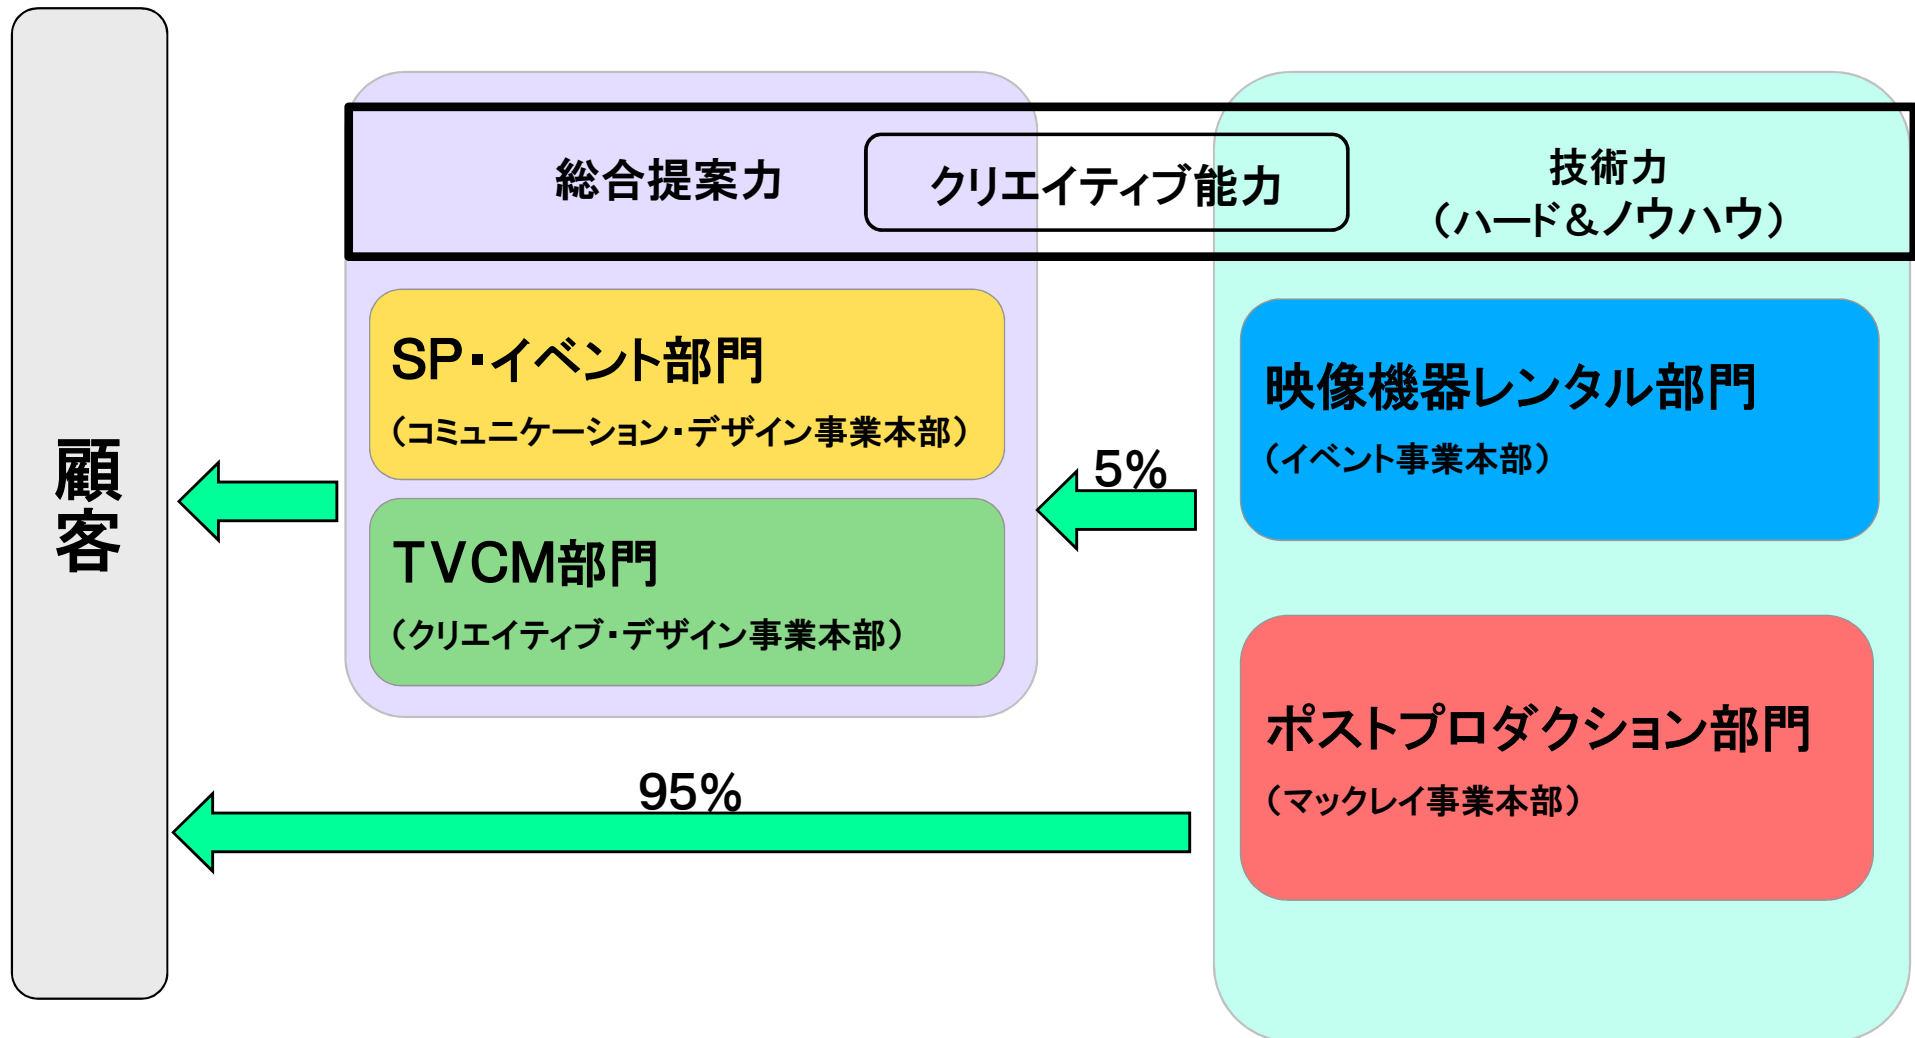 顧客
総合提案力
クリエイティブ能力
技術力
（ハード＆ノウハウ）
SP・イベント部門
（コミュニケーション・デザイン事業本部）
TVCM部門
（クリエイティブ・デザイン事業本部）
5%
映像機器レンタル部門
（イベント事業本部）
ポストプロダクション部門
（マックレイ事業本部）
95%